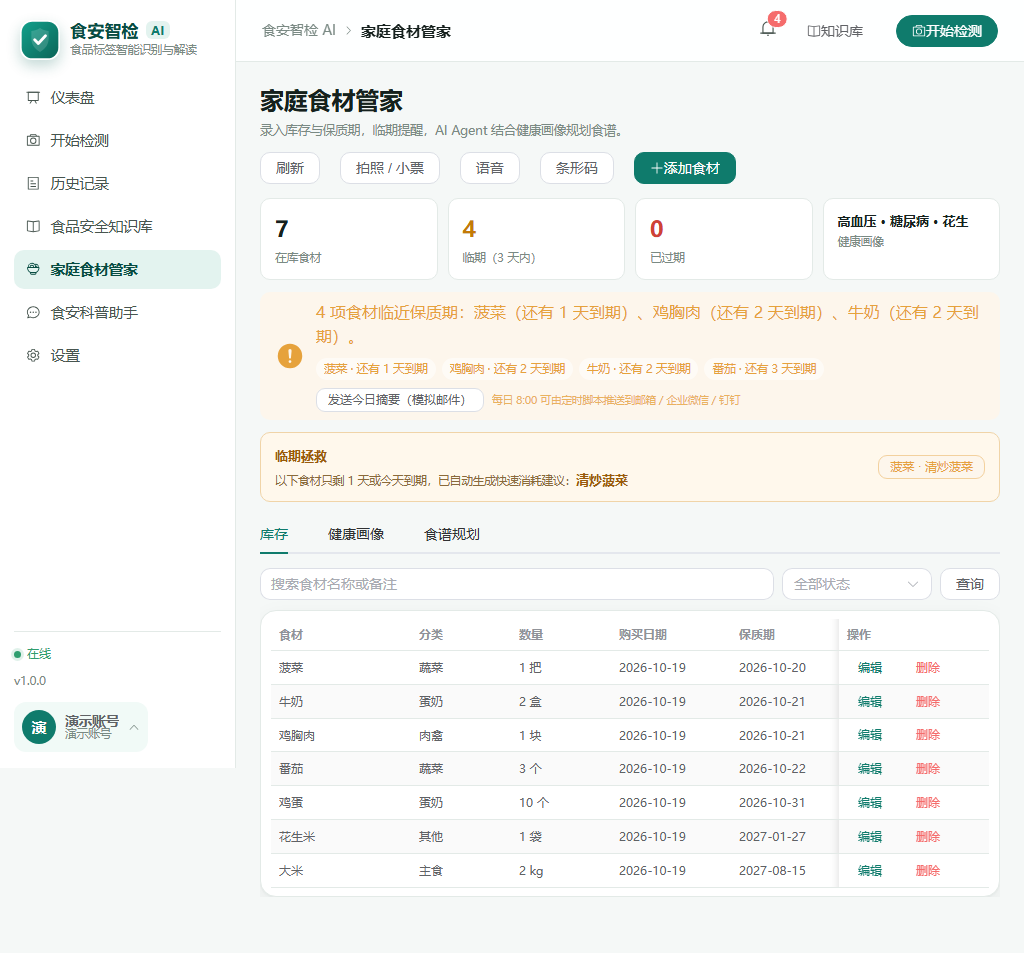 食安智检 AI
食品标签智能识别与解读
仪表盘
开始检测
历史记录
食品安全知识库
家庭食材管家
食安科普助手
设置
在线
v1.0.0
演
演示账号
演示账号
食安智检 AI > 家庭食材管家
4
知识库
开始检测
家庭食材管家
录入库存与保质期，临期提醒，AI Agent 结合健康画像规划食谱。
刷新 拍照 / 小票 语音 条形码 +添加食材
7
在库食材
4
临期（3 天内）
0
已过期
高血压 • 糖尿病 • 花生
健康画像
4 项食材临近保质期：菠菜（还有 1 天到期）、鸡胸肉（还有 2 天到期）、牛奶（还有 2 天到
期）。
菠菜 · 还有 1 天到期 鸡胸肉 · 还有 2 天到期 牛奶 · 还有 2 天到期 番茄 · 还有 3 天到期
发送今日摘要（模拟邮件） 每日 8:00 可由定时脚本推送到邮箱 / 企业微信 / 钉钉
临期拯救
以下食材只剩 1 天或今天到期，已自动生成快速消耗建议：清炒菠菜
菠菜 · 清炒菠菜
库存 健康画像 食谱规划
搜索食材名称或备注 全部状态 查询
食材 分类 数量 购买日期 保质期 操作
菠菜 蔬菜 1 把 2026-10-19 2026-10-20 编辑 删除
牛奶 蛋奶 2 盒 2026-10-19 2026-10-21 编辑 删除
鸡胸肉 肉禽 1 块 2026-10-19 2026-10-21 编辑 删除
番茄 蔬菜 3 个 2026-10-19 2026-10-22 编辑 删除
鸡蛋 蛋奶 10 个 2026-10-19 2026-10-31 编辑 删除
花生米 其他 1 袋 2026-10-19 2027-01-27 编辑 删除
大米 主食 2 kg 2026-10-19 2027-08-15 编辑 删除